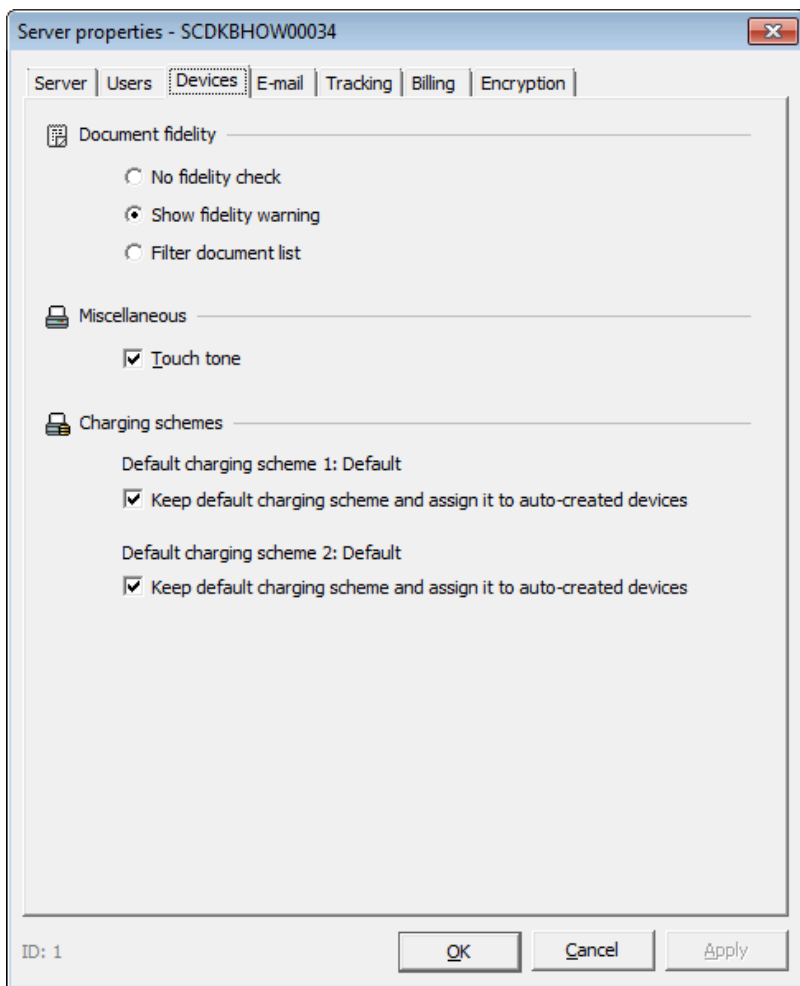 Server properties - SCDKBHOW00034
Server Users Devices E-mail Tracking Billing Encryption
Document fidelity
No fidelity check
Show fidelity warning
Filter document list
Miscellaneous
Touch tone
Charging schemes
Default charging scheme 1: Default
Keep default charging scheme and assign it to auto-created devices
Default charging scheme 2: Default
Keep default charging scheme and assign it to auto-created devices
ID: 1 OK Cancel Apply